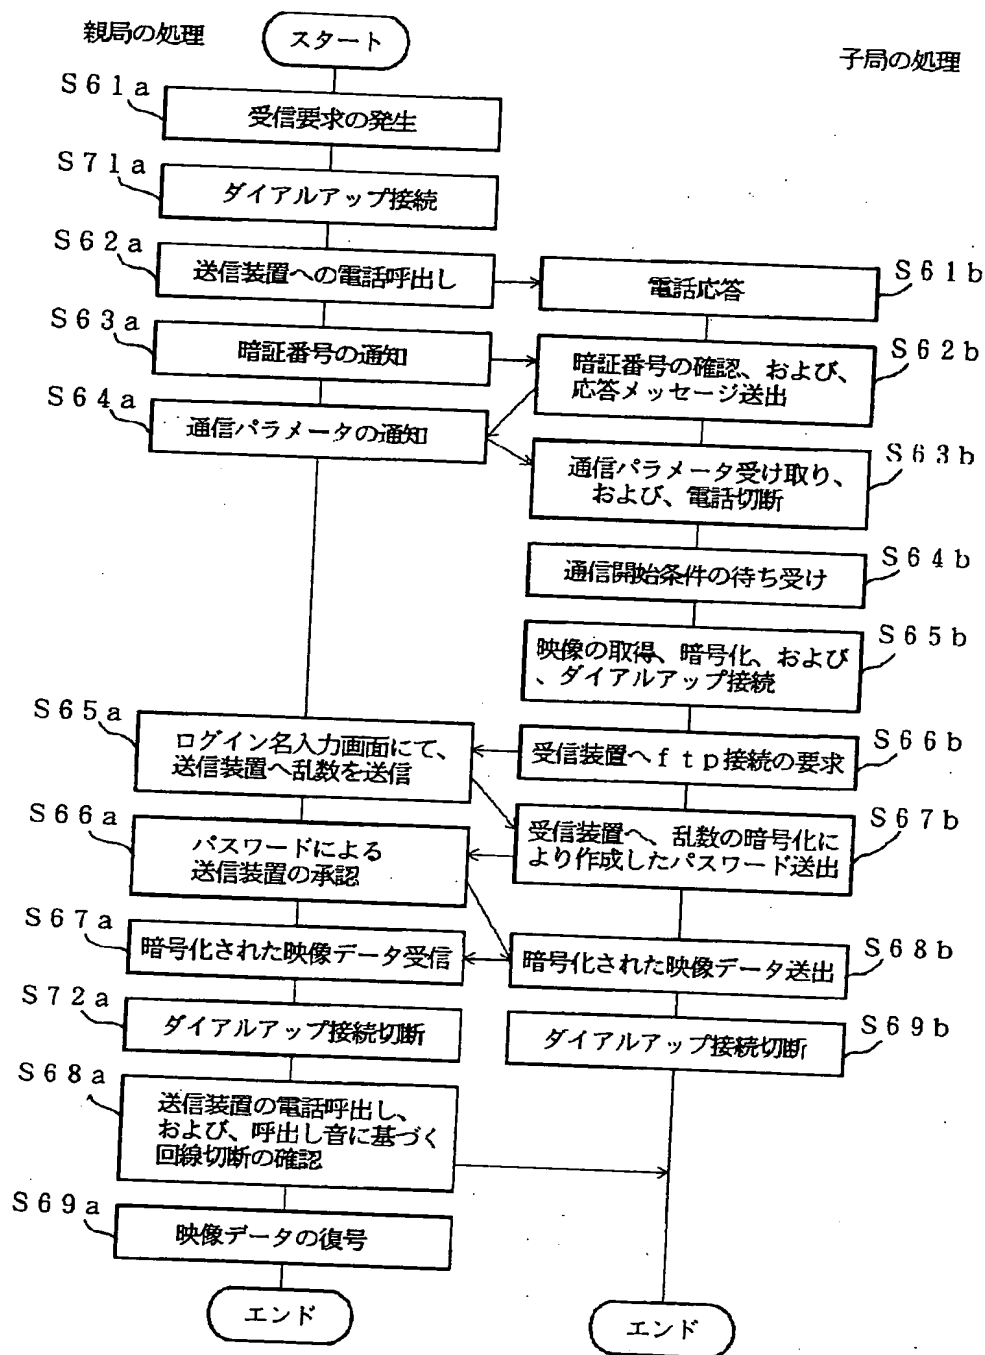 親局の処理
スタート
子局の処理
S61a
受信要求の発生
S71a
ダイアルアップ接続
S62a
送信装置への電話呼出し
電話応答
S61b
S63a
暗証番号の通知
暗証番号の確認、および、
応答メッセージ送出
S62b
S64a
通信パラメータの通知
通信パラメータ受け取り、
および、電話切断
S63b
通信開始条件の待ち受け
S64b
映像の取得、暗号化、および
、ダイアルアップ接続
S65b
S65a
ログイン名入力画面にて、
送信装置へ乱数を送信
受信装置へftp接続の要求
S66b
S66a
パスワードによる
送信装置の承認
受信装置へ、乱数の暗号化に
より作成したパスワード送出
S67b
S67a
暗号化された映像データ受信
暗号化された映像データ送出
S68b
S72a
ダイアルアップ接続切断
ダイアルアップ接続切断
S69b
S68a
送信装置の電話呼出し、
および、呼出し音に基づく
回線切断の確認
S69a
映像データの復号
エンド
エンド